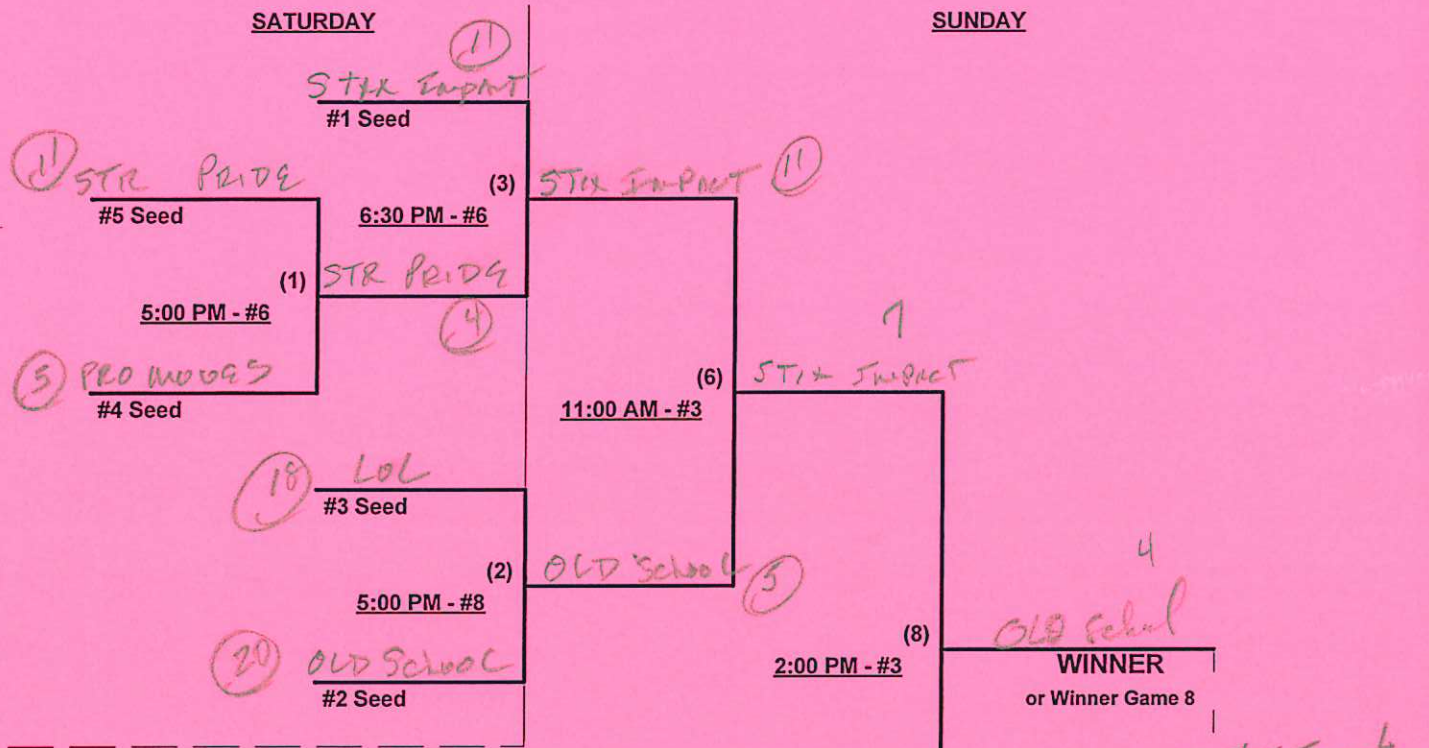 SATURDAY
SUNDAY
11
STXX IMPACT
#1 Seed
11 STR PRIDE
#5 Seed
(3)
6:30 PM - #6
STIX IMPACT 11
(1)
5:00 PM - #6
STR PRIDE
4
5 PRO MOVES
#4 Seed
7
STIX IMPACT
(6)
11:00 AM - #3
18 LOL
#3 Seed
(2)
5:00 PM - #8
OLD SCHOOL 5
4
OLD School
20 OLD SCHOOL
#2 Seed
(8)
2:00 PM - #3
WINNER
or Winner Game 8